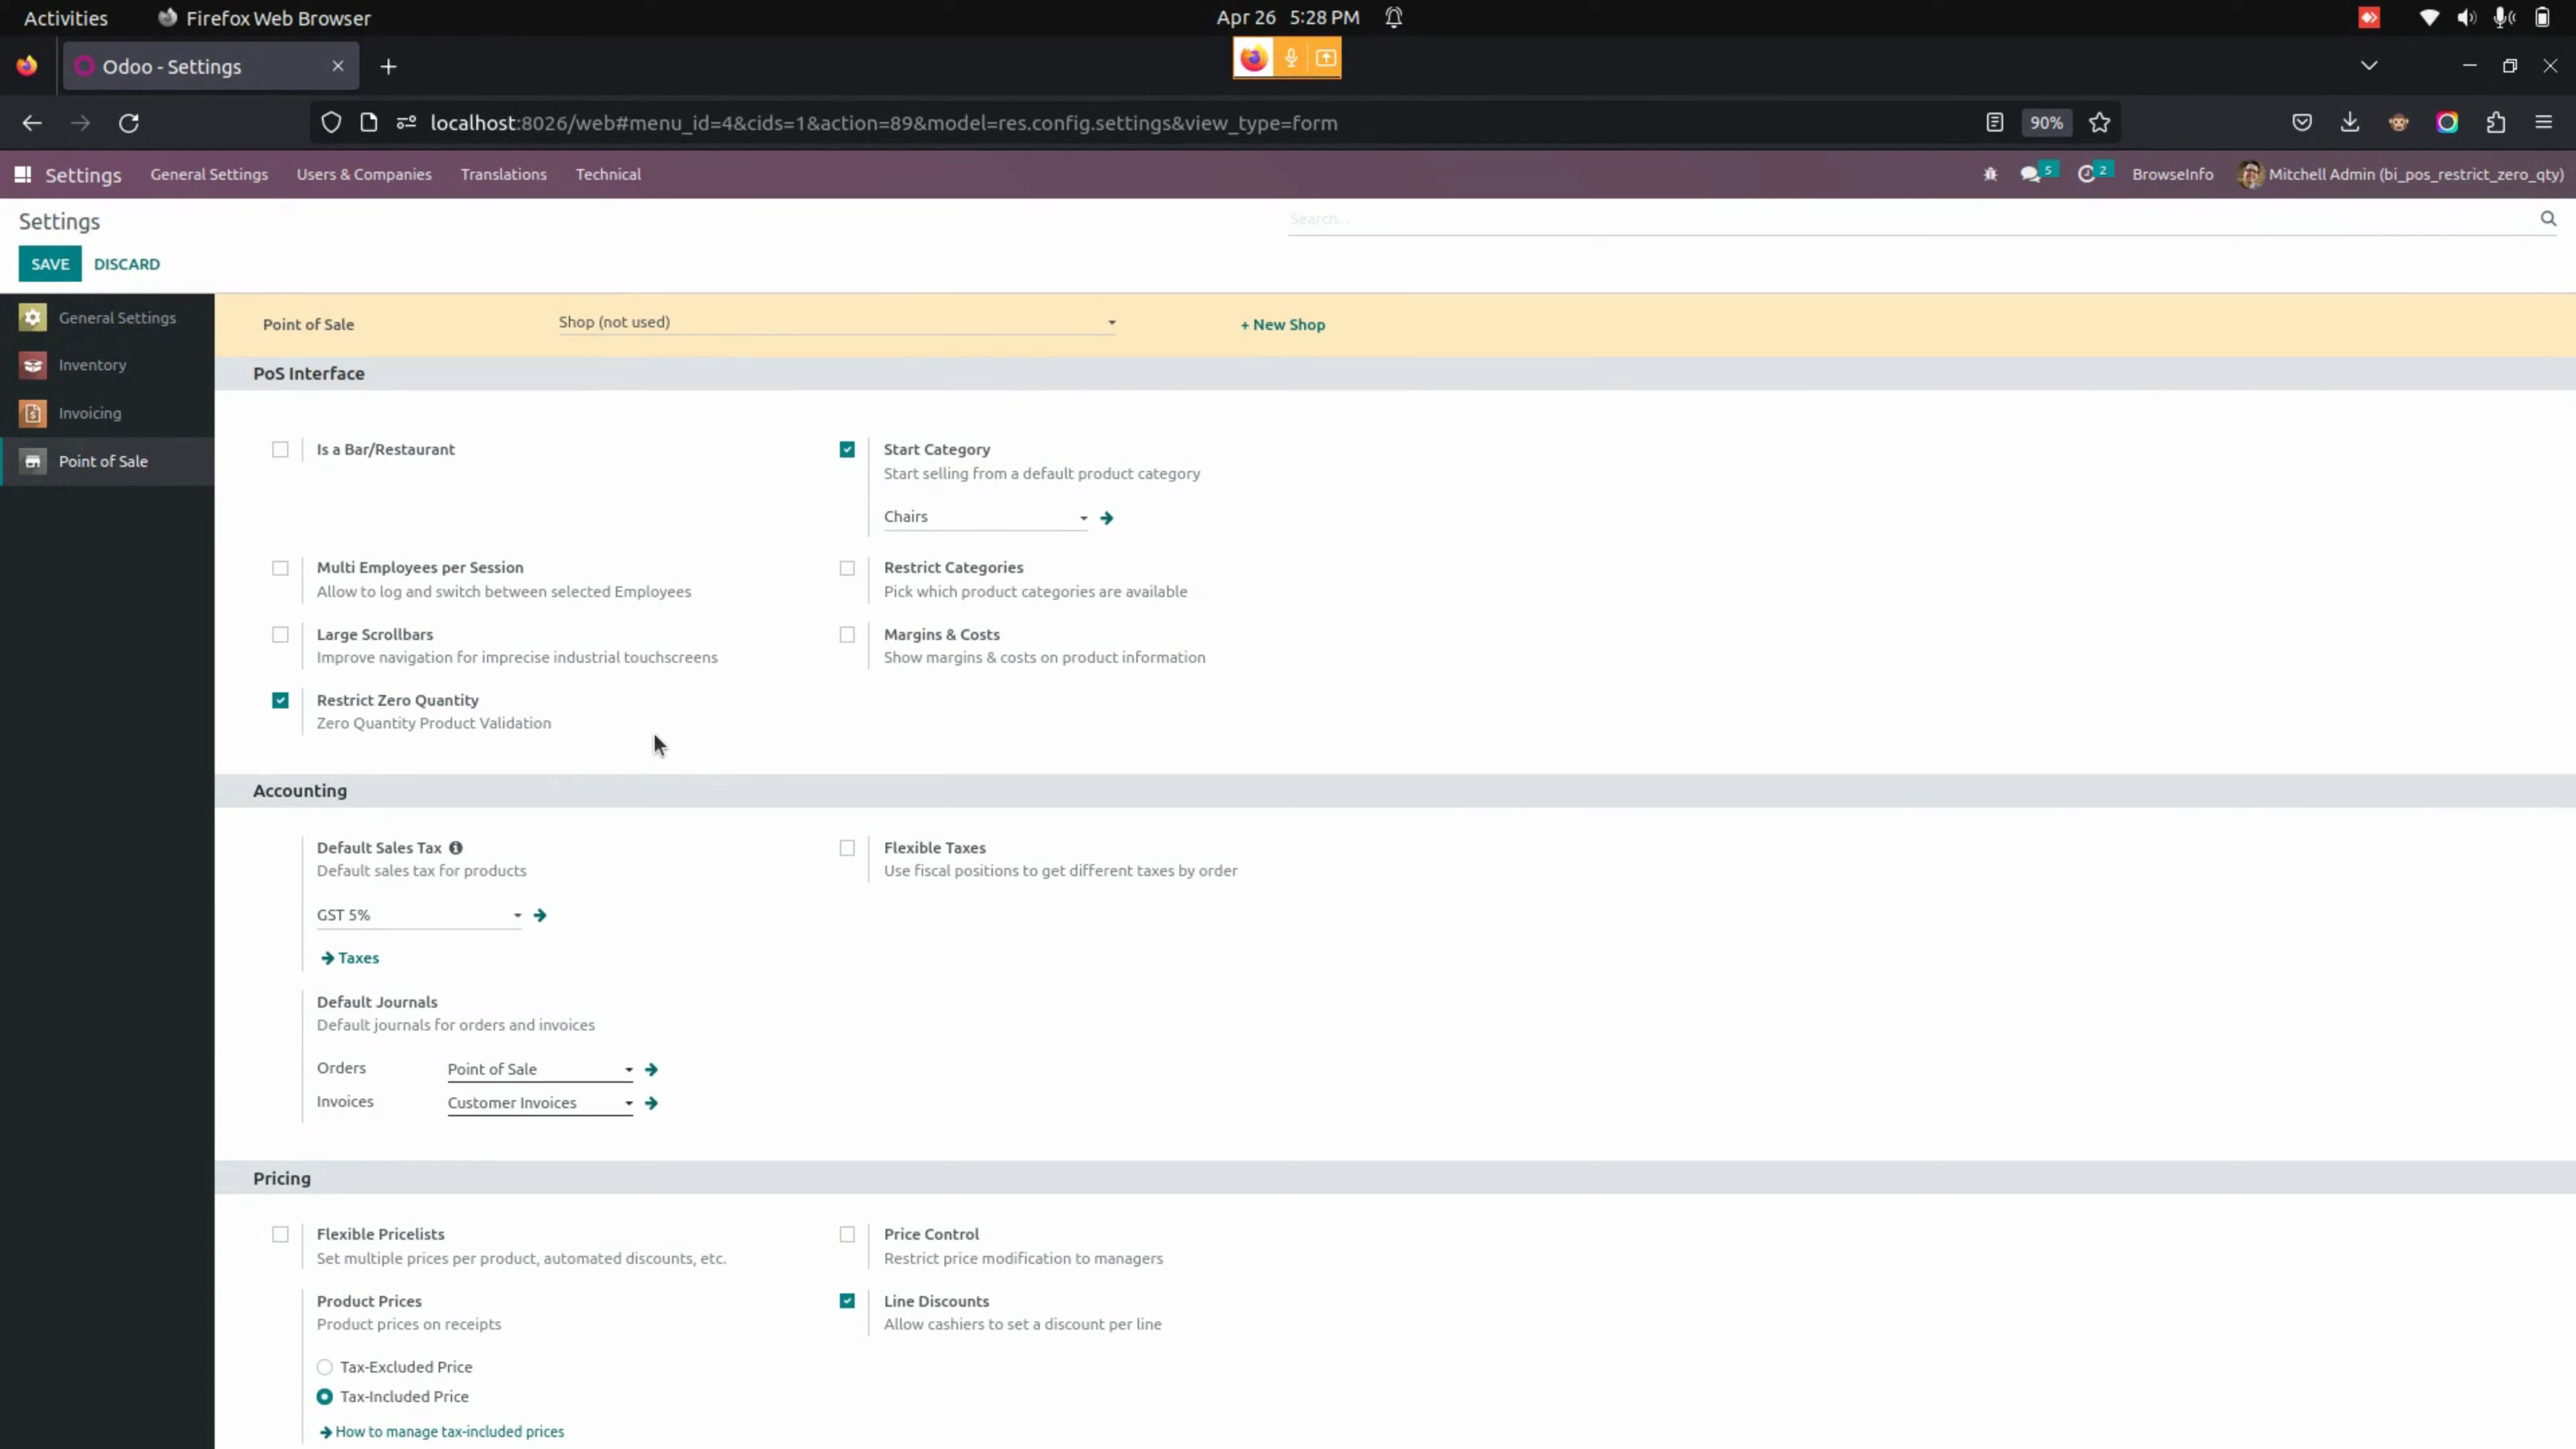 Activities Firefox Web Browser Apr 26 5:28 PM
Odoo - Settings
localhost:8026/web#menu_id=4&cids=1&action=89&model=res.config.settings&view_type=form 90%
Settings General Settings Users & Companies Translations Technical 5 2 BrowseInfo Mitchell Admin (bi_pos_restrict_zero_qty)
Settings Search...
SAVE DISCARD
General Settings
Inventory
Invoicing
Point of Sale
Point of Sale Shop (not used) + New Shop
PoS Interface
Is a Bar/Restaurant
Start Category
Start selling from a default product category
Chairs
Multi Employees per Session
Allow to log and switch between selected Employees
Restrict Categories
Pick which product categories are available
Large Scrollbars
Improve navigation for imprecise industrial touchscreens
Margins & Costs
Show margins & costs on product information
Restrict Zero Quantity
Zero Quantity Product Validation
Accounting
Default Sales Tax
Default sales tax for products
GST 5%
Taxes
Flexible Taxes
Use fiscal positions to get different taxes by order
Default Journals
Default journals for orders and invoices
Orders Point of Sale
Invoices Customer Invoices
Pricing
Flexible Pricelists
Set multiple prices per product, automated discounts, etc.
Price Control
Restrict price modification to managers
Product Prices
Product prices on receipts
Tax-Excluded Price
Tax-Included Price
How to manage tax-included prices
Line Discounts
Allow cashiers to set a discount per line